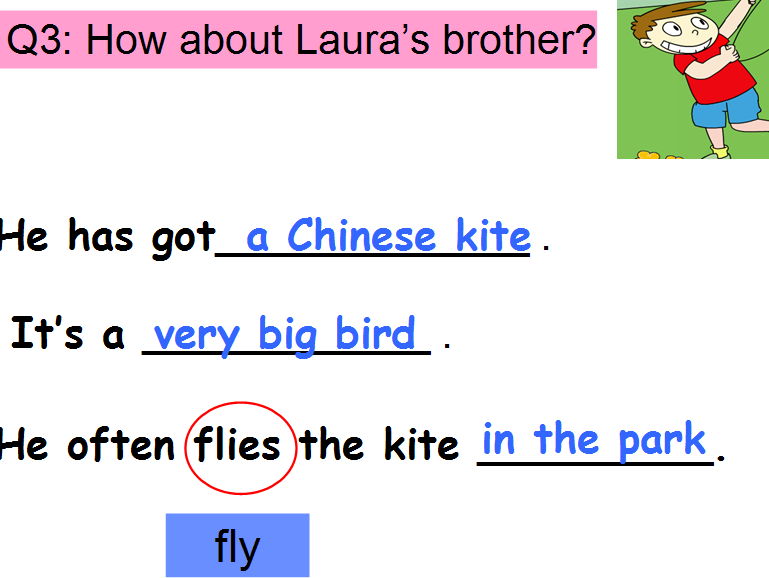 Q3: How about Laura’s brother?
He has got a Chinese kite .
It’s a very big bird .
He often flies the kite in the park.
fly